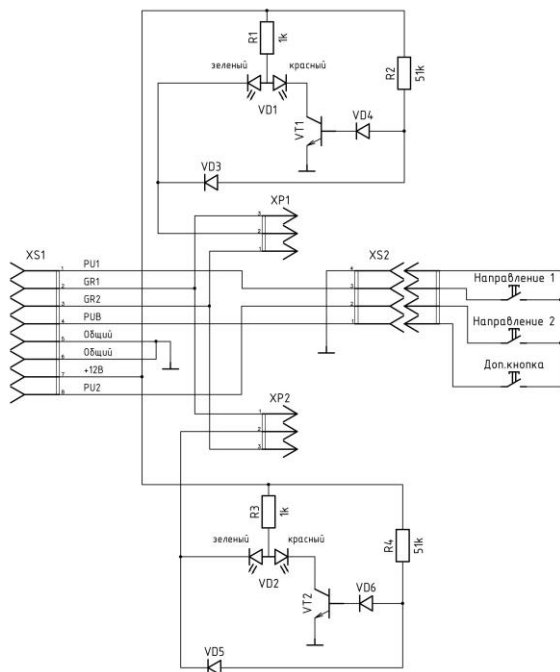 R1
1k
зеленый
красный
VD1
R2
51k
VT1
VD4
VD3
XP1
3
2
1
XS1
1
PU1
2
GR1
3
GR2
4
PUB
5
Общий
6
Общий
7
+12В
8
PU2
XS2
4
3
2
1
Направление 1
Направление 2
Доп.кнопка
XP2
1
2
3
R3
1k
зеленый
красный
VD2
R4
51k
VT2
VD6
VD5